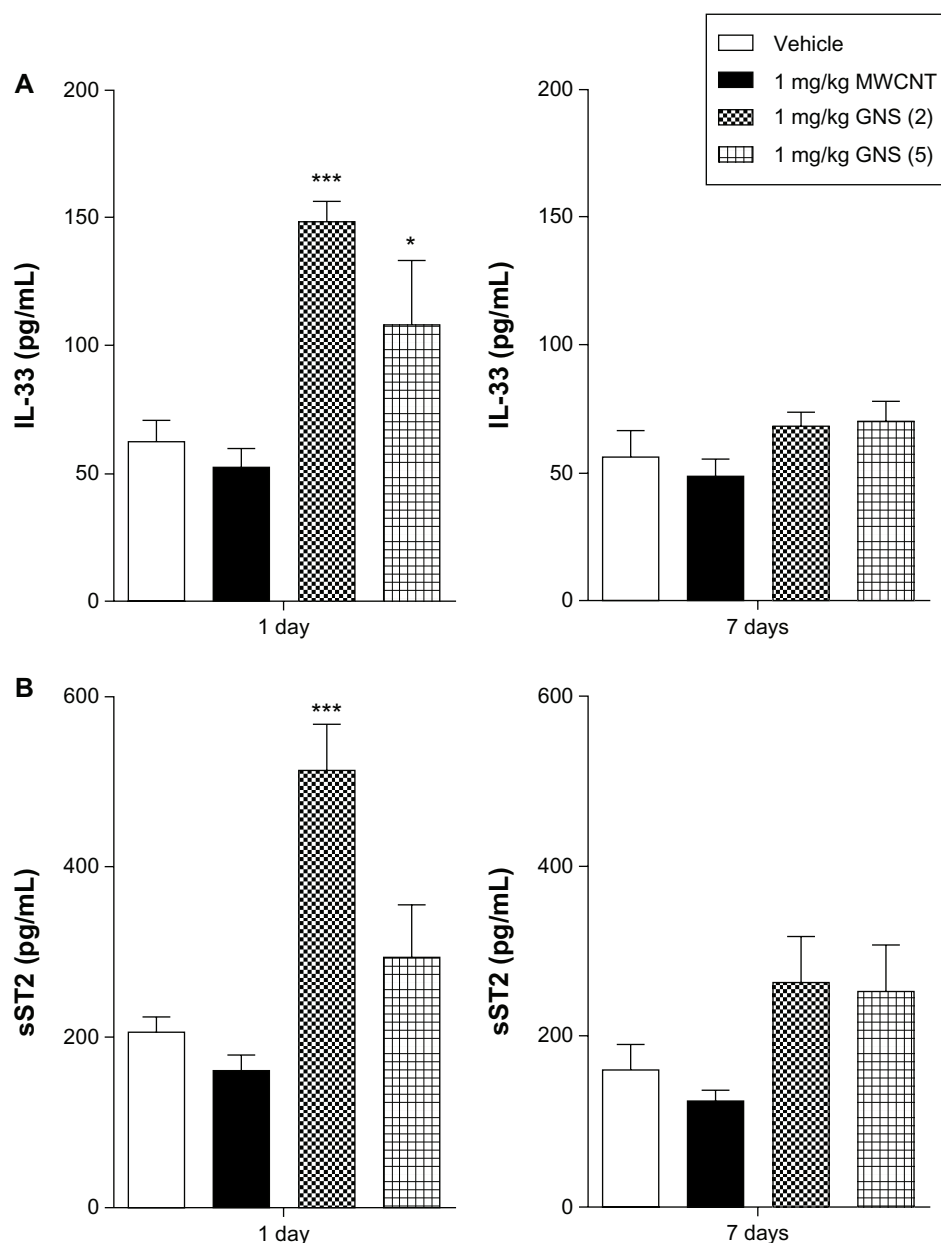 Vehicle
1 mg/kg MWCNT
1 mg/kg GNS (2)
1 mg/kg GNS (5)
A
200
150
100
50
0
IL-33 (pg/mL)
***
*
1 day
200
150
100
50
0
IL-33 (pg/mL)
7 days
B
600
400
200
0
sST2 (pg/mL)
***
1 day
600
400
200
0
sST2 (pg/mL)
7 days